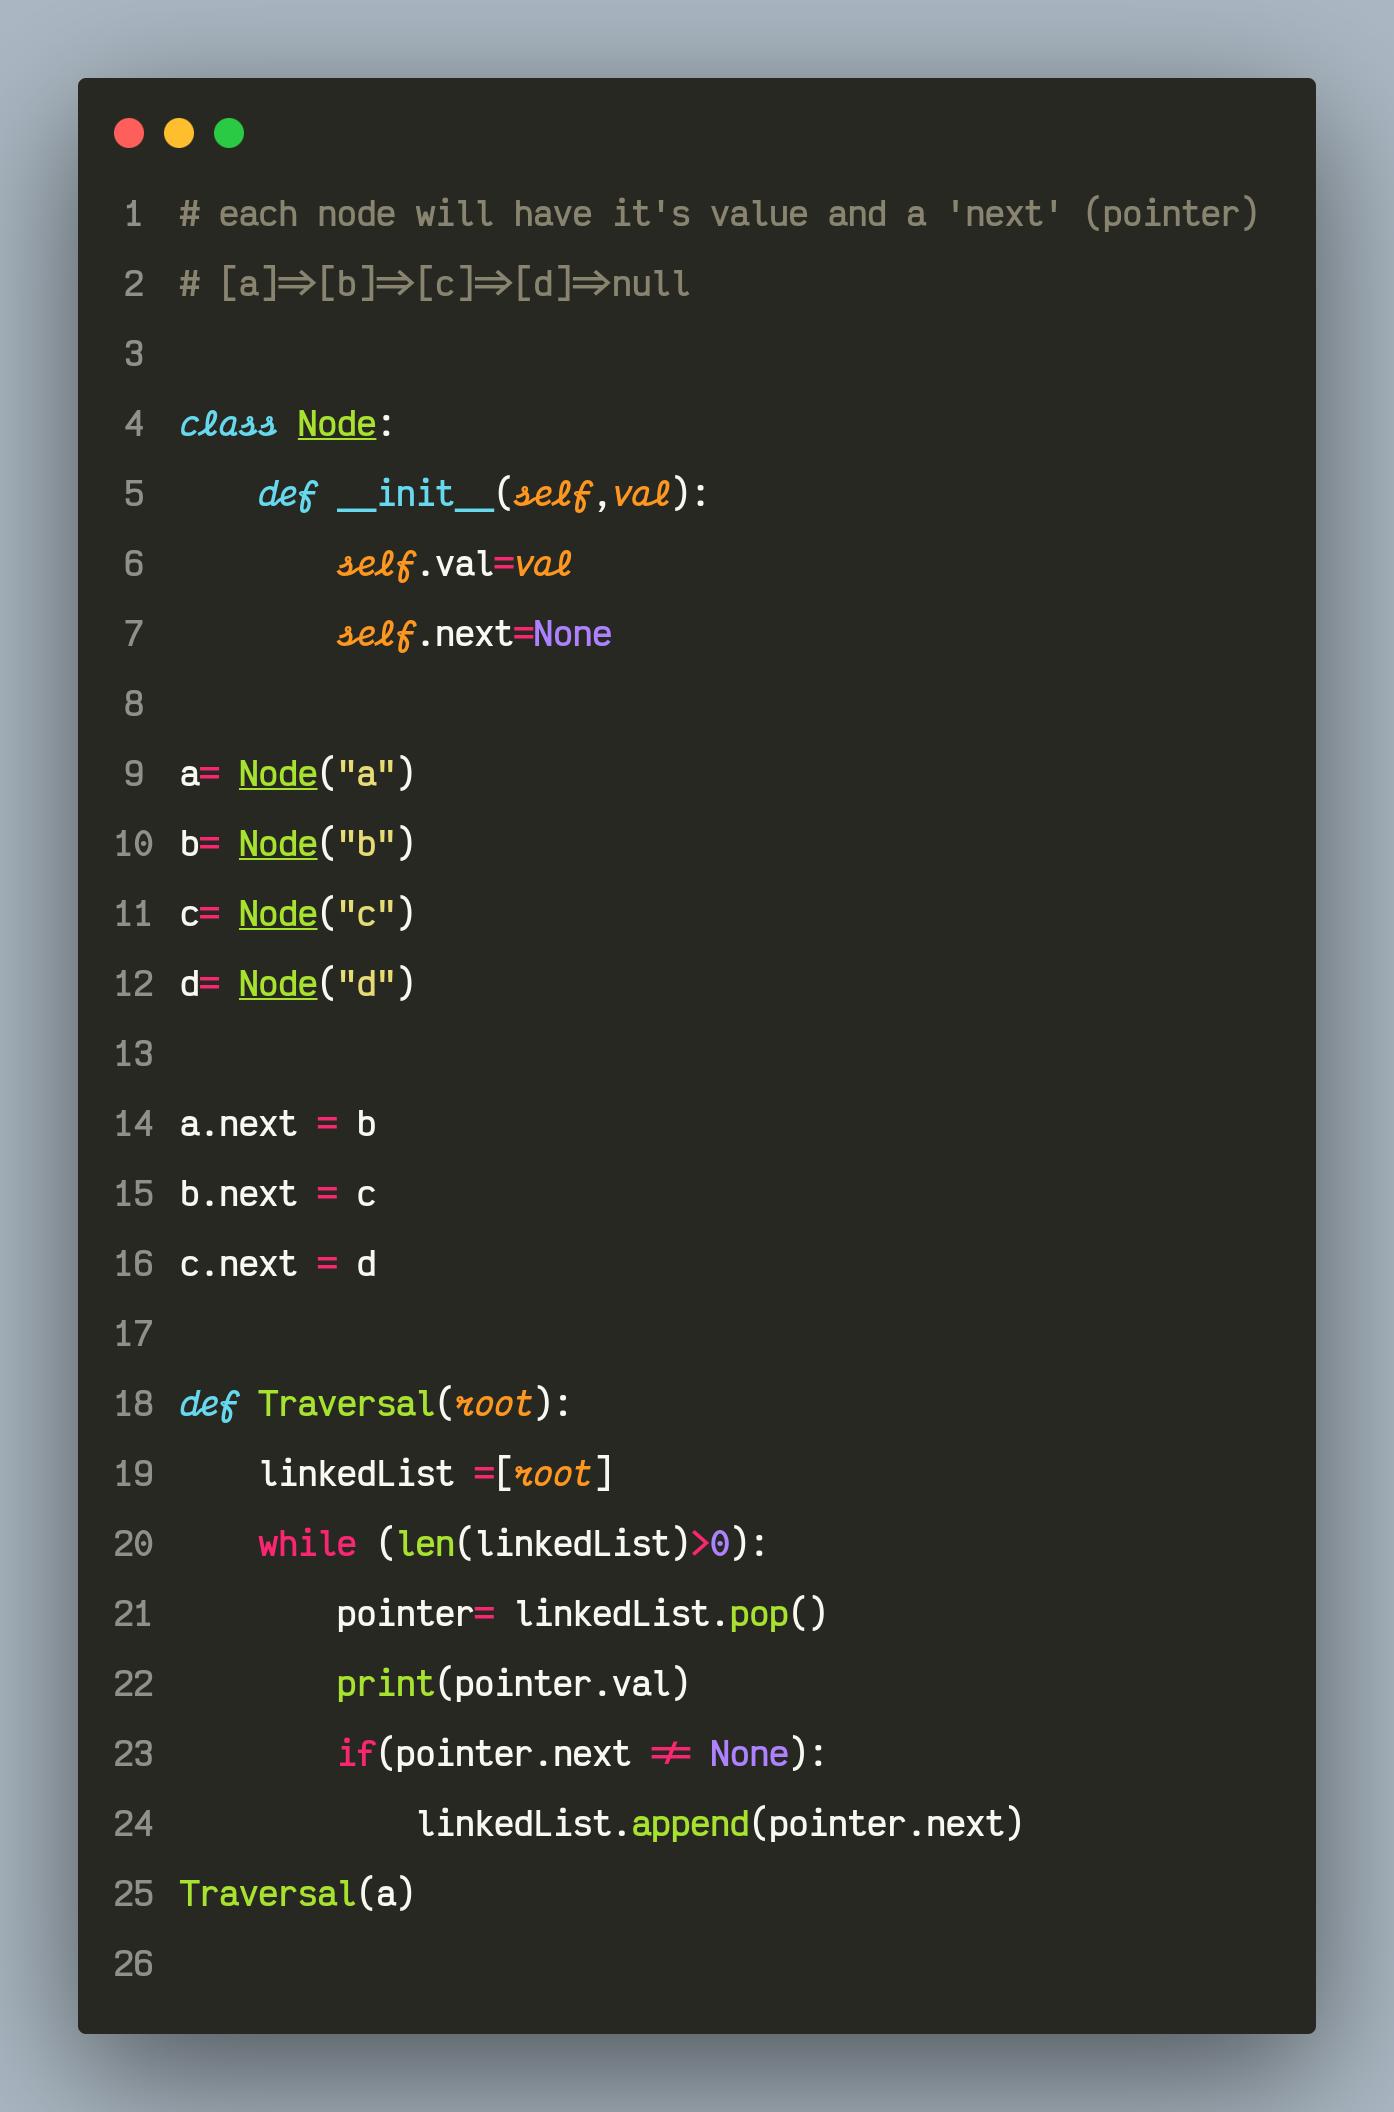 1 # each node will have it's value and a 'next' (pointer)
2 # [a]=>[b]=>[c]=>[d]=>null
3
4 class Node:
5     def __init__(self,val):
6         self.val=val
7         self.next=None
8
9 a= Node("a")
10 b= Node("b")
11 c= Node("c")
12 d= Node("d")
13
14 a.next = b
15 b.next = c
16 c.next = d
17
18 def Traversal(root):
19     linkedList =[root]
20     while (len(linkedList)>0):
21         pointer= linkedList.pop()
22         print(pointer.val)
23         if(pointer.next != None):
24             linkedList.append(pointer.next)
25 Traversal(a)
26